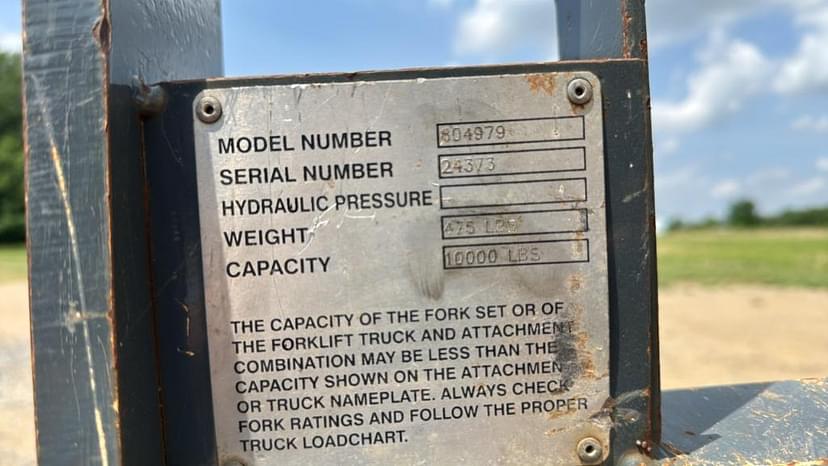 MODEL NUMBER 804979
SERIAL NUMBER 24373
HYDRAULIC PRESSURE
WEIGHT 475 LBS
CAPACITY 10000 LBS
THE CAPACITY OF THE FORK SET OR OF
THE FORKLIFT TRUCK AND ATTACHMENT
COMBINATION MAY BE LESS THAN THE
CAPACITY SHOWN ON THE ATTACHMENT
OR TRUCK NAMEPLATE. ALWAYS CHECK
FORK RATINGS AND FOLLOW THE PROPER
TRUCK LOADCHART.